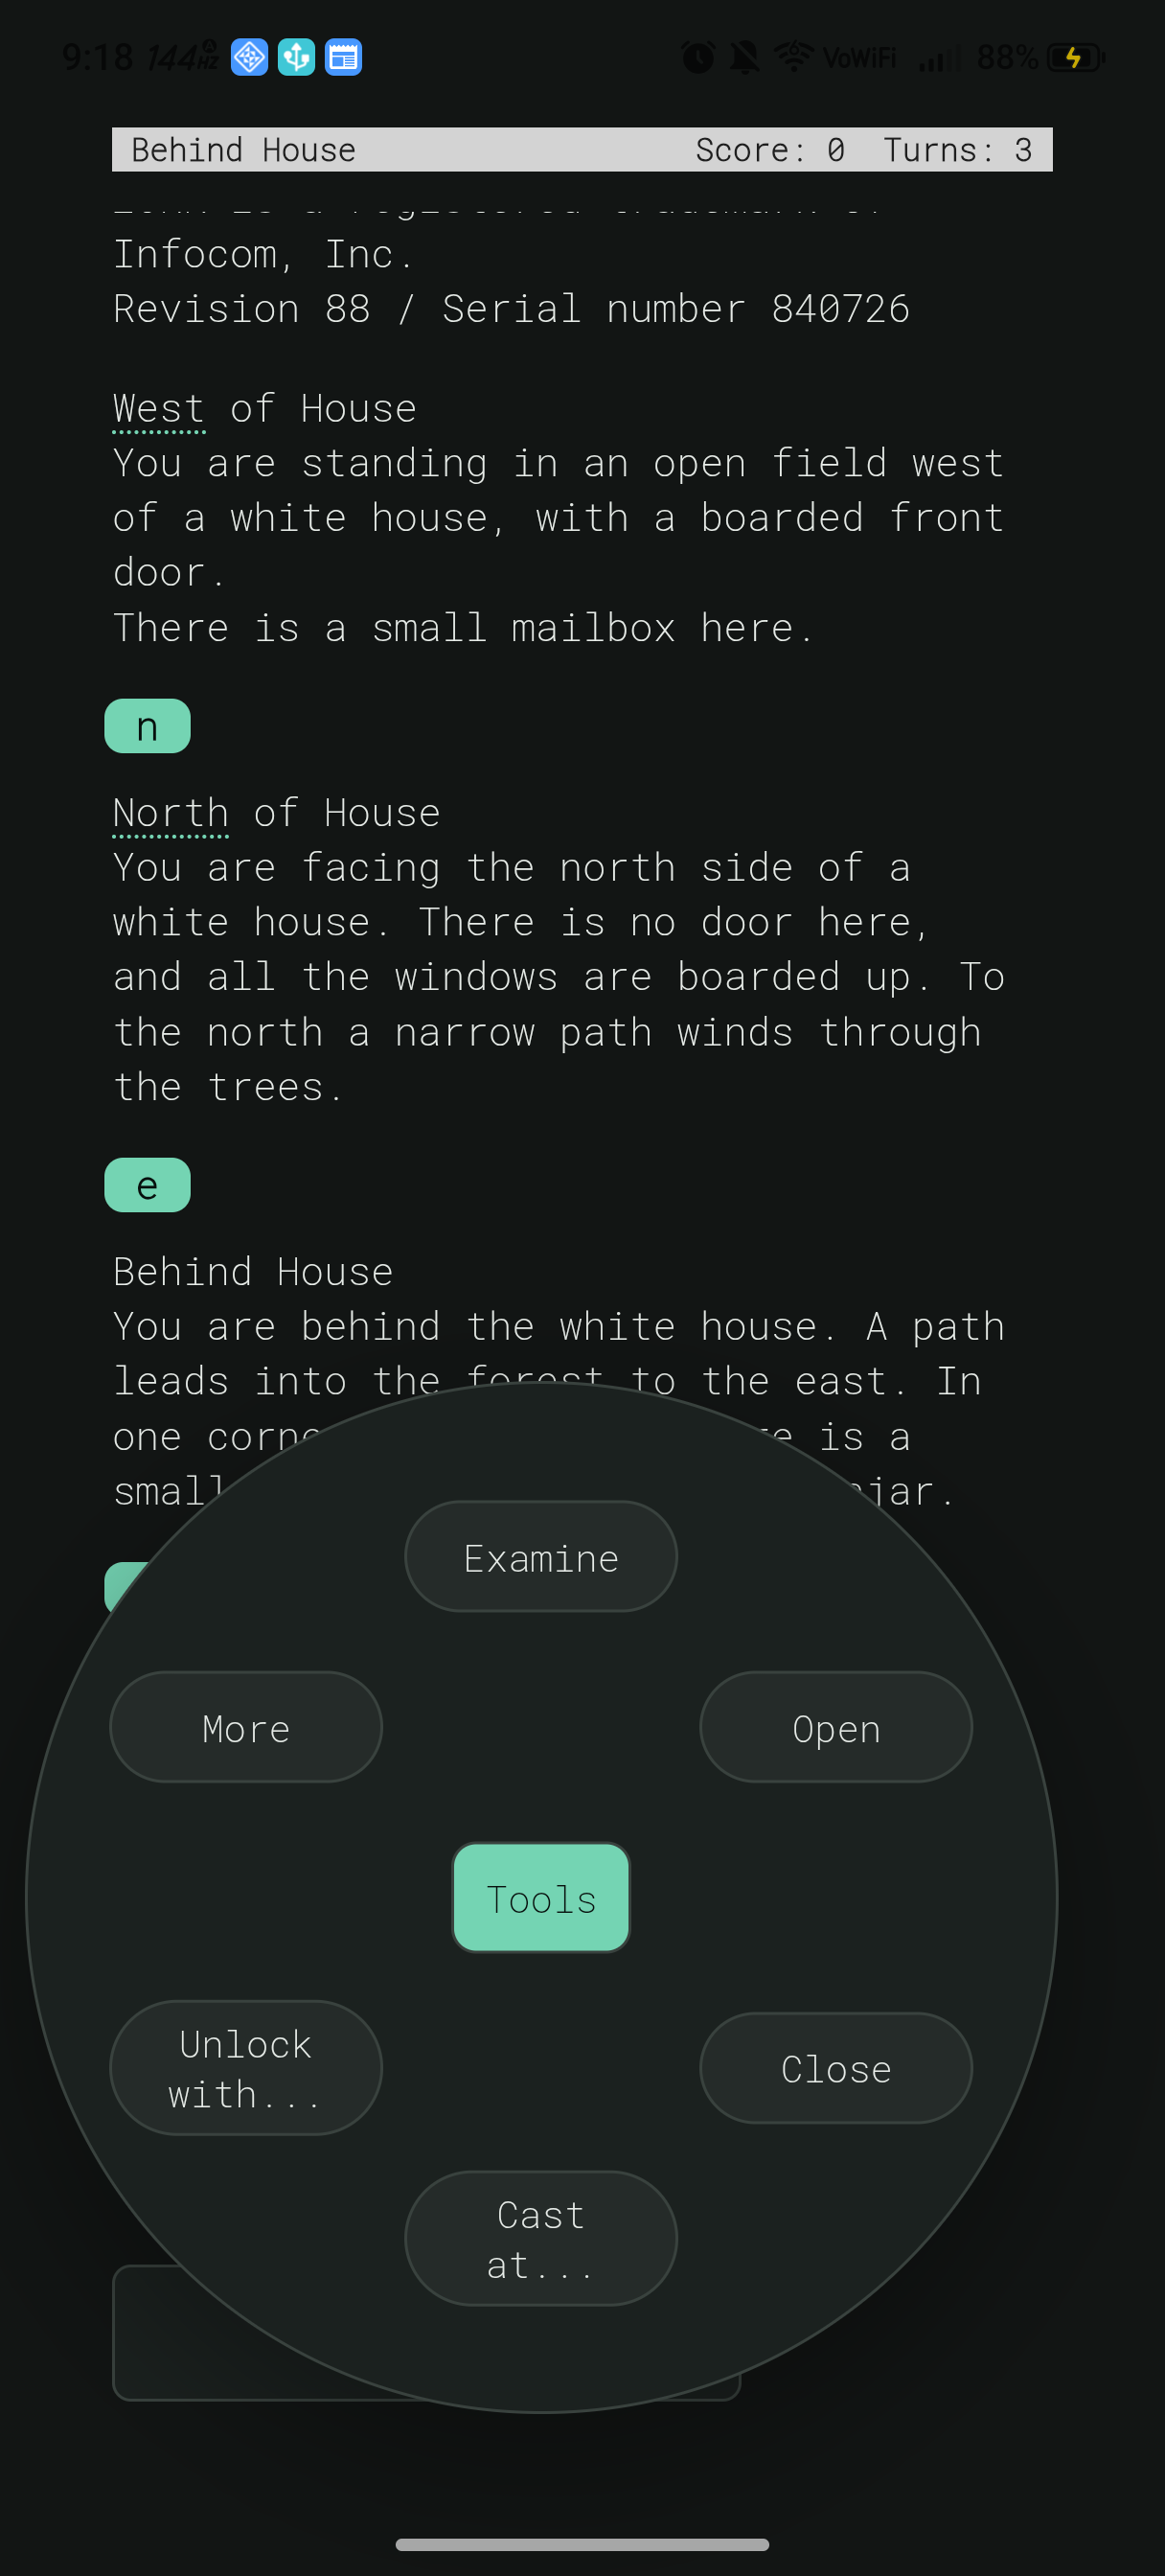 9:18 144Hz VoWiFi 88%
Behind House Score: 0 Turns: 3
Infocom, Inc.
Revision 88 / Serial number 840726
West of House
You are standing in an open field west
of a white house, with a boarded front
door.
There is a small mailbox here.
n
North of House
You are facing the north side of a
white house. There is no door here,
and all the windows are boarded up. To
the north a narrow path winds through
the trees.
e
Behind House
You are behind the white house. A path
leads into the forest to the east. In
one is a
small ajar.
Examine
More
Open
Tools
Unlock
with...
Close
Cast
at...